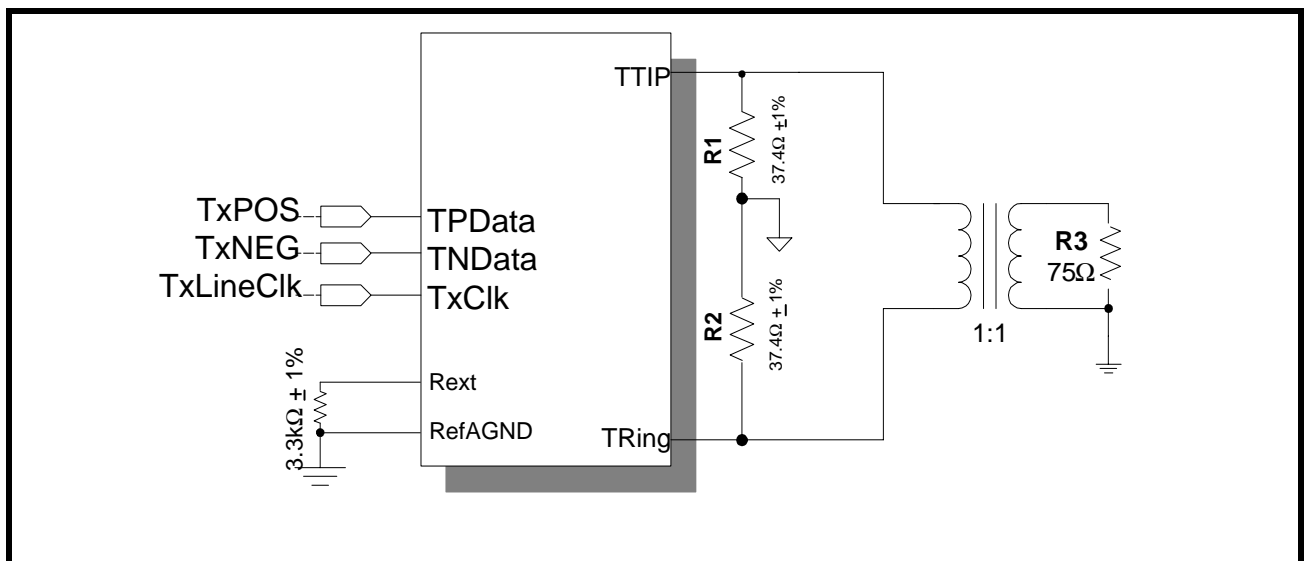 TTIP
R1
37.4Ω ±1%
TxPOS
TPData
TxNEG
TNData
TxLineClk
TxClk
R3
75Ω
R2
37.4Ω ± 1%
1:1
Rext
3.3kΩ ± 1%
RefAGND
TRing